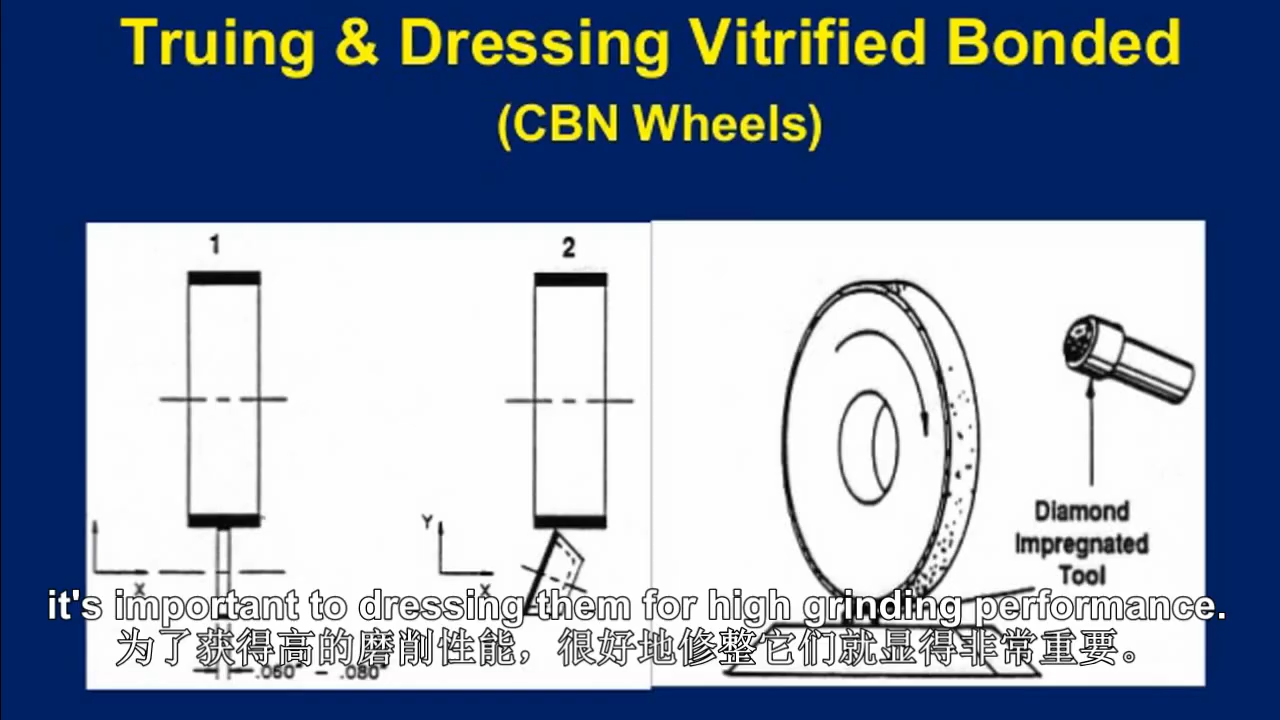 Truing & Dressing Vitrified Bonded
(CBN Wheels)
1
2
Y
X
X
Diamond
Impregnated
Tool
it's important to dressing them for high grinding performance.
为了获得高的磨削性能，很好地修整它们就显得非常重要。
.060" – .080"